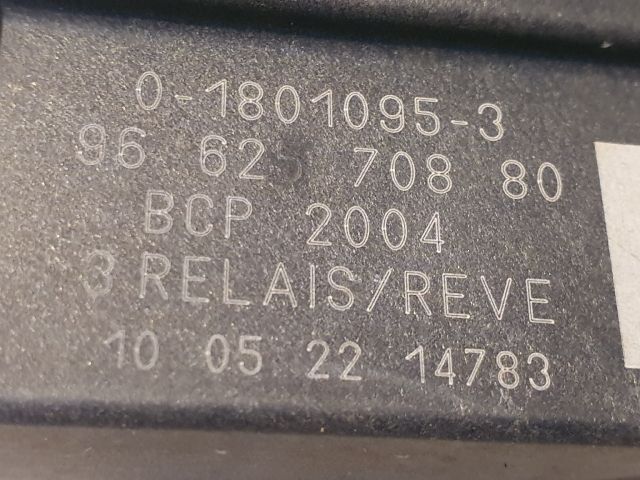 0-1801095-3
96 625 708 80
BCP 2004
3 RELAIS/REVE
10 05 22 14783